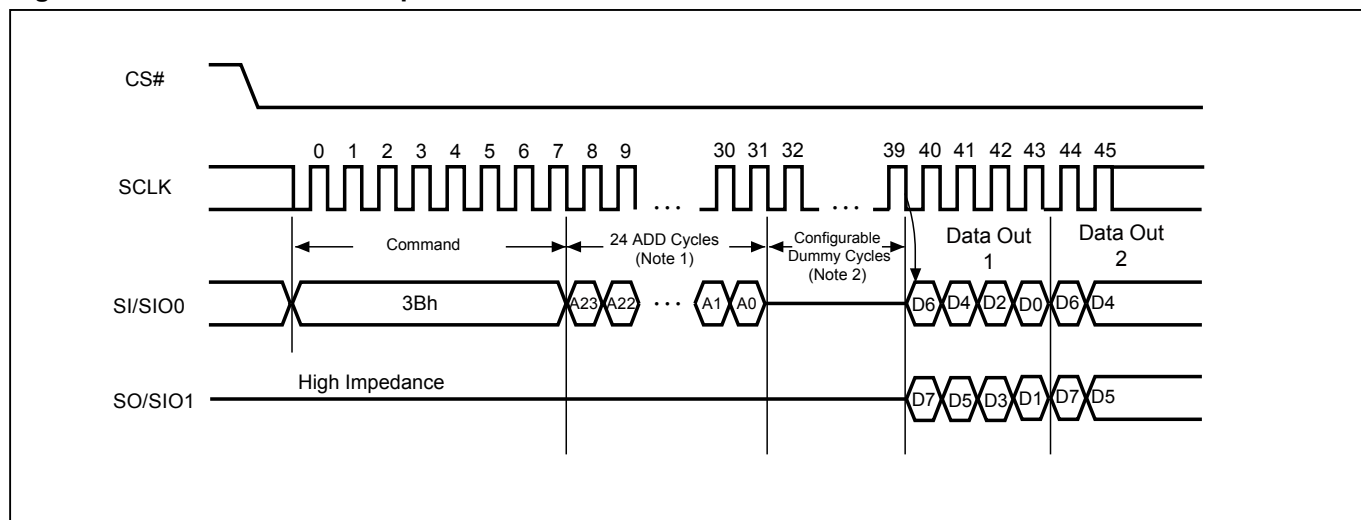 CS#
0 1 2 3 4 5 6 7 8 9 30 31 32 39 40 41 42 43 44 45
SCLK
...
...
Command
24 ADD Cycles
(Note 1)
Configurable
Dummy Cycles
(Note 2)
Data Out
1
Data Out
2
SI/SIO0
3Bh
A23 A22 ... A1 A0
D6 D4 D2 D0 D6 D4
High Impedance
SO/SIO1
D7 D5 D3 D1 D7 D5